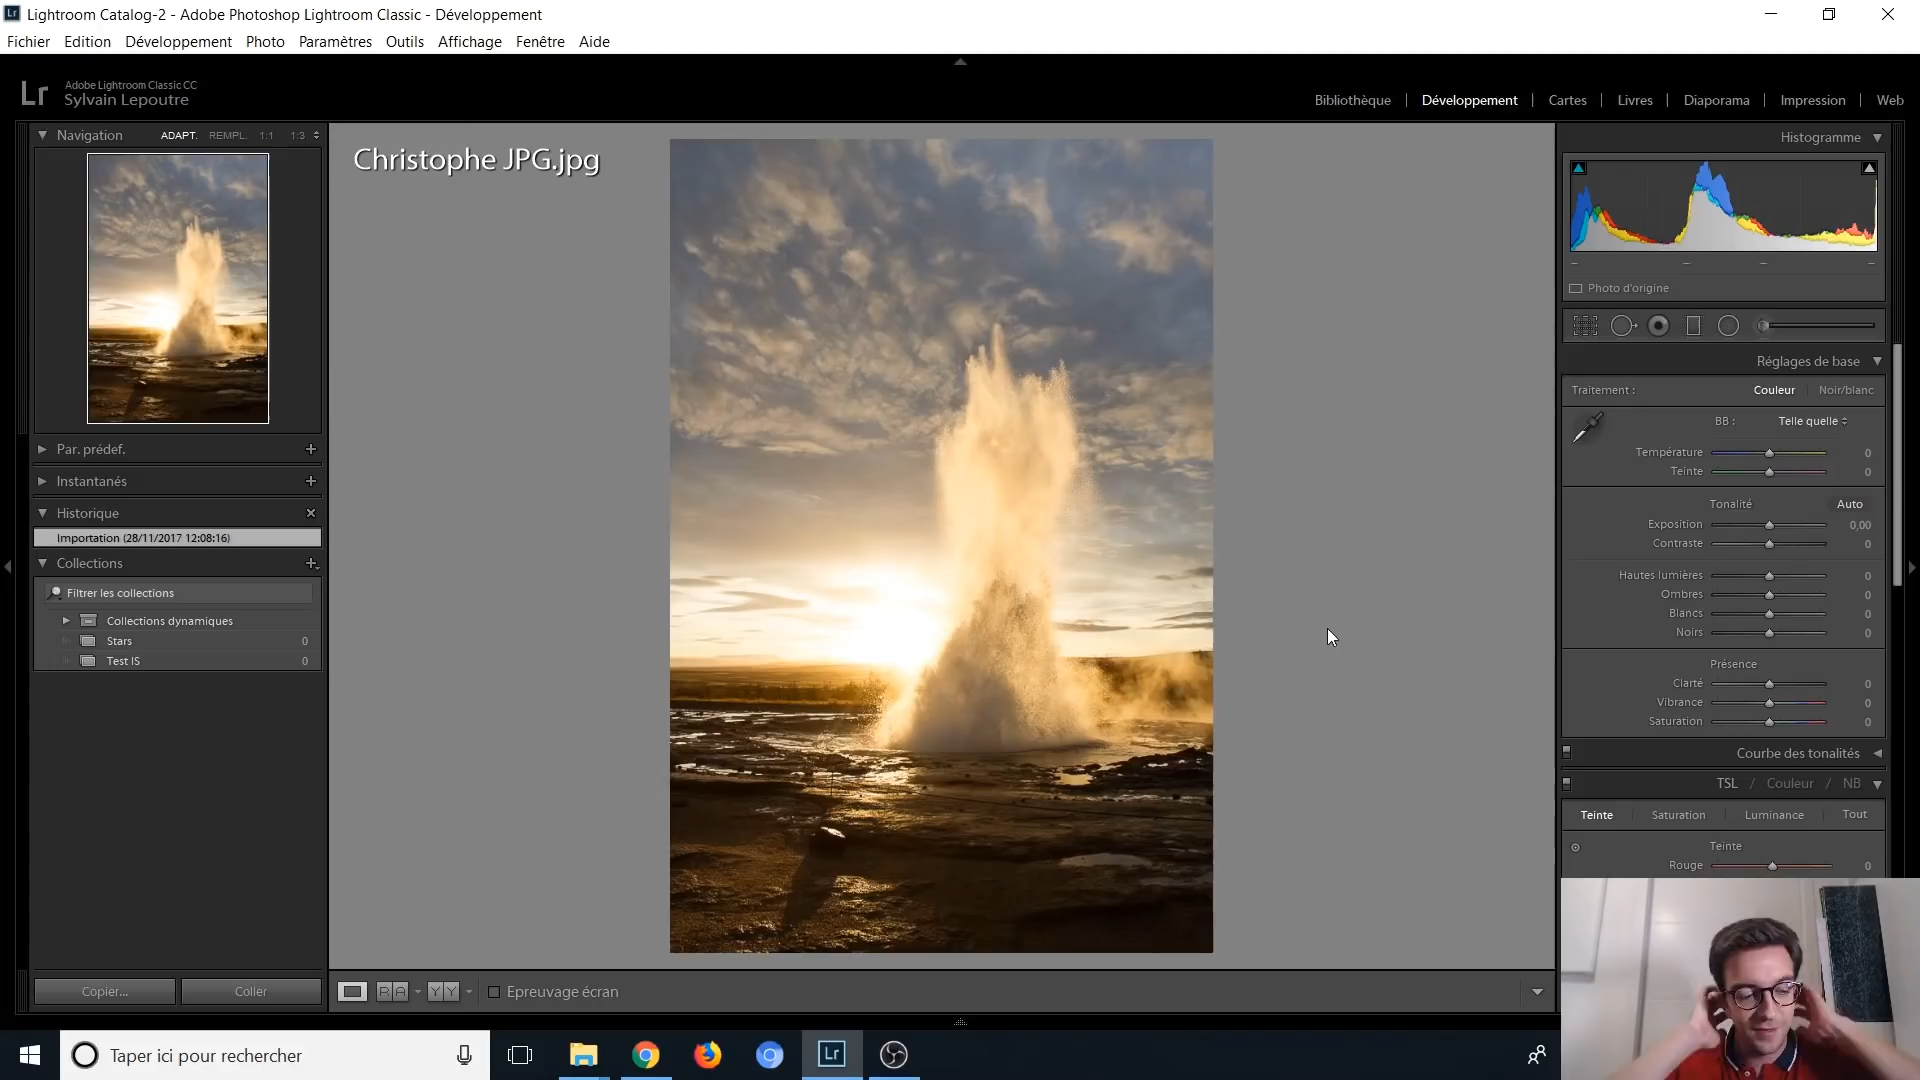 Lightroom Catalog-2 - Adobe Photoshop Lightroom Classic - Développement
Fichier Edition Développement Photo Paramètres Outils Affichage Fenêtre Aide
Lr Adobe Lightroom Classic CC
Sylvain Lepoutre
Bibliothèque | Développement | Cartes | Livres | Diaporama | Impression | Web
Navigation ADAPT. REMPL. 1:1 1:3
Par. prédef.
Instantanés
Historique
Importation (28/11/2017 12:08:16)
Collections
Filtrer les collections
Collections dynamiques
Stars 0
Test IS 0
Copier... Coller
Christophe JPG.jpg
R A Y Y Epreuvage écran
Histogramme
Photo d'origine
Réglages de base
Traitement : Couleur Noir/blanc
BB : Telle quelle
Température 0
Teinte 0
Tonalité Auto
Exposition 0,00
Contraste 0
Hautes lumières 0
Ombres 0
Blancs 0
Noirs 0
Présence
Clarté 0
Vibrance 0
Saturation 0
Courbe des tonalités
TSL / Couleur / NB
Teinte Saturation Luminance Tout
Teinte
Rouge 0
Taper ici pour rechercher
Lr